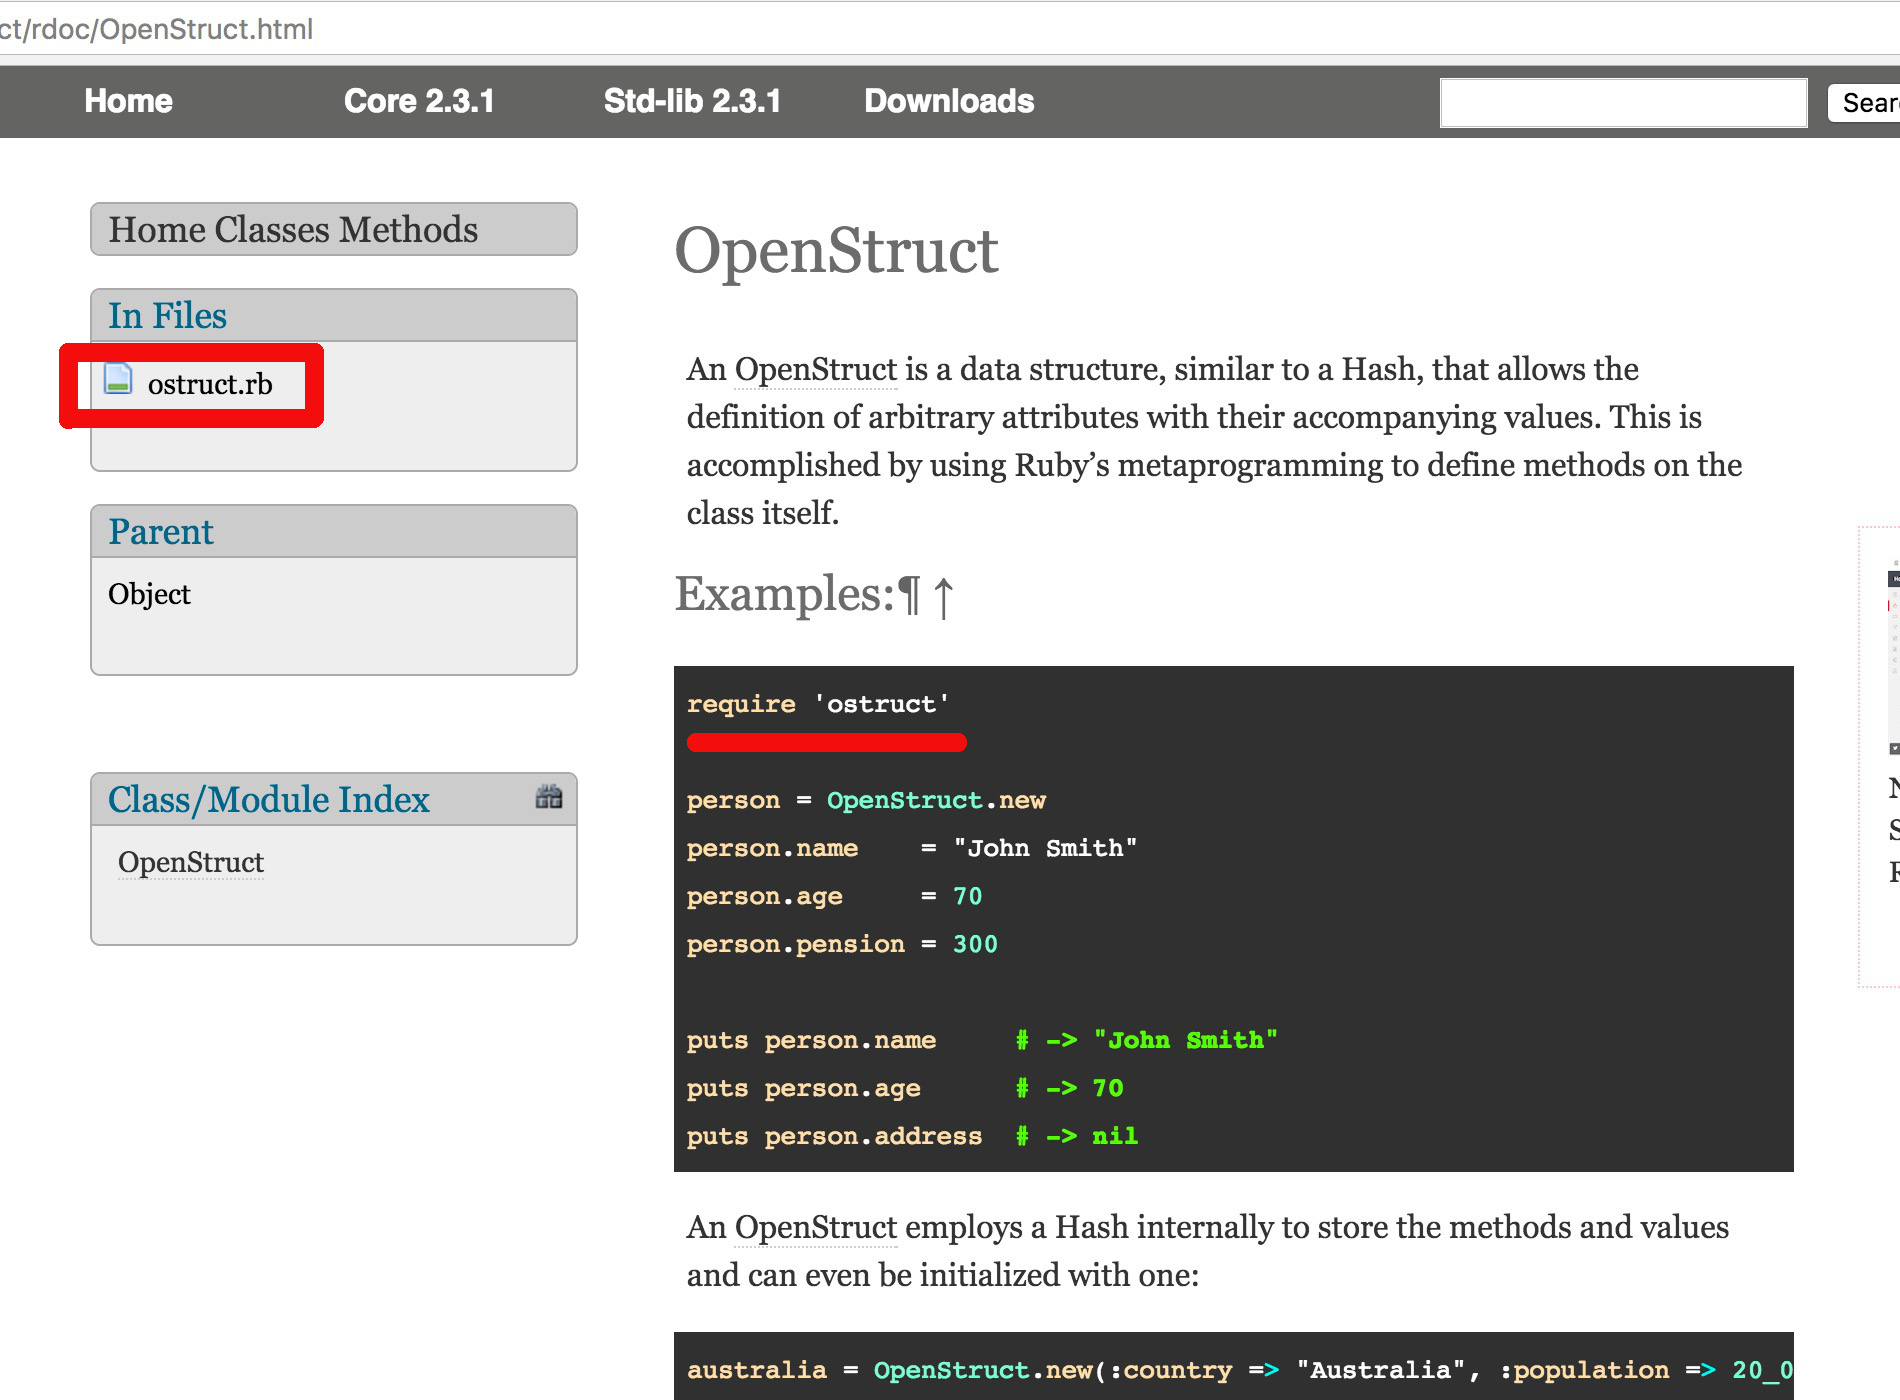 ct/rdoc/OpenStruct.html
Home Core 2.3.1 Std-lib 2.3.1 Downloads
Home Classes Methods
In Files
ostruct.rb
Parent
Object
Class/Module Index
OpenStruct
OpenStruct
An OpenStruct is a data structure, similar to a Hash, that allows the
definition of arbitrary attributes with their accompanying values. This is
accomplished by using Ruby’s metaprogramming to define methods on the
class itself.
Examples:¶ ↑
require 'ostruct'
person = OpenStruct.new
person.name    = "John Smith"
person.age     = 70
person.pension = 300
puts person.name     # -> "John Smith"
puts person.age      # -> 70
puts person.address  # -> nil
An OpenStruct employs a Hash internally to store the methods and values
and can even be initialized with one:
australia = OpenStruct.new(:country => "Australia", :population => 20_0